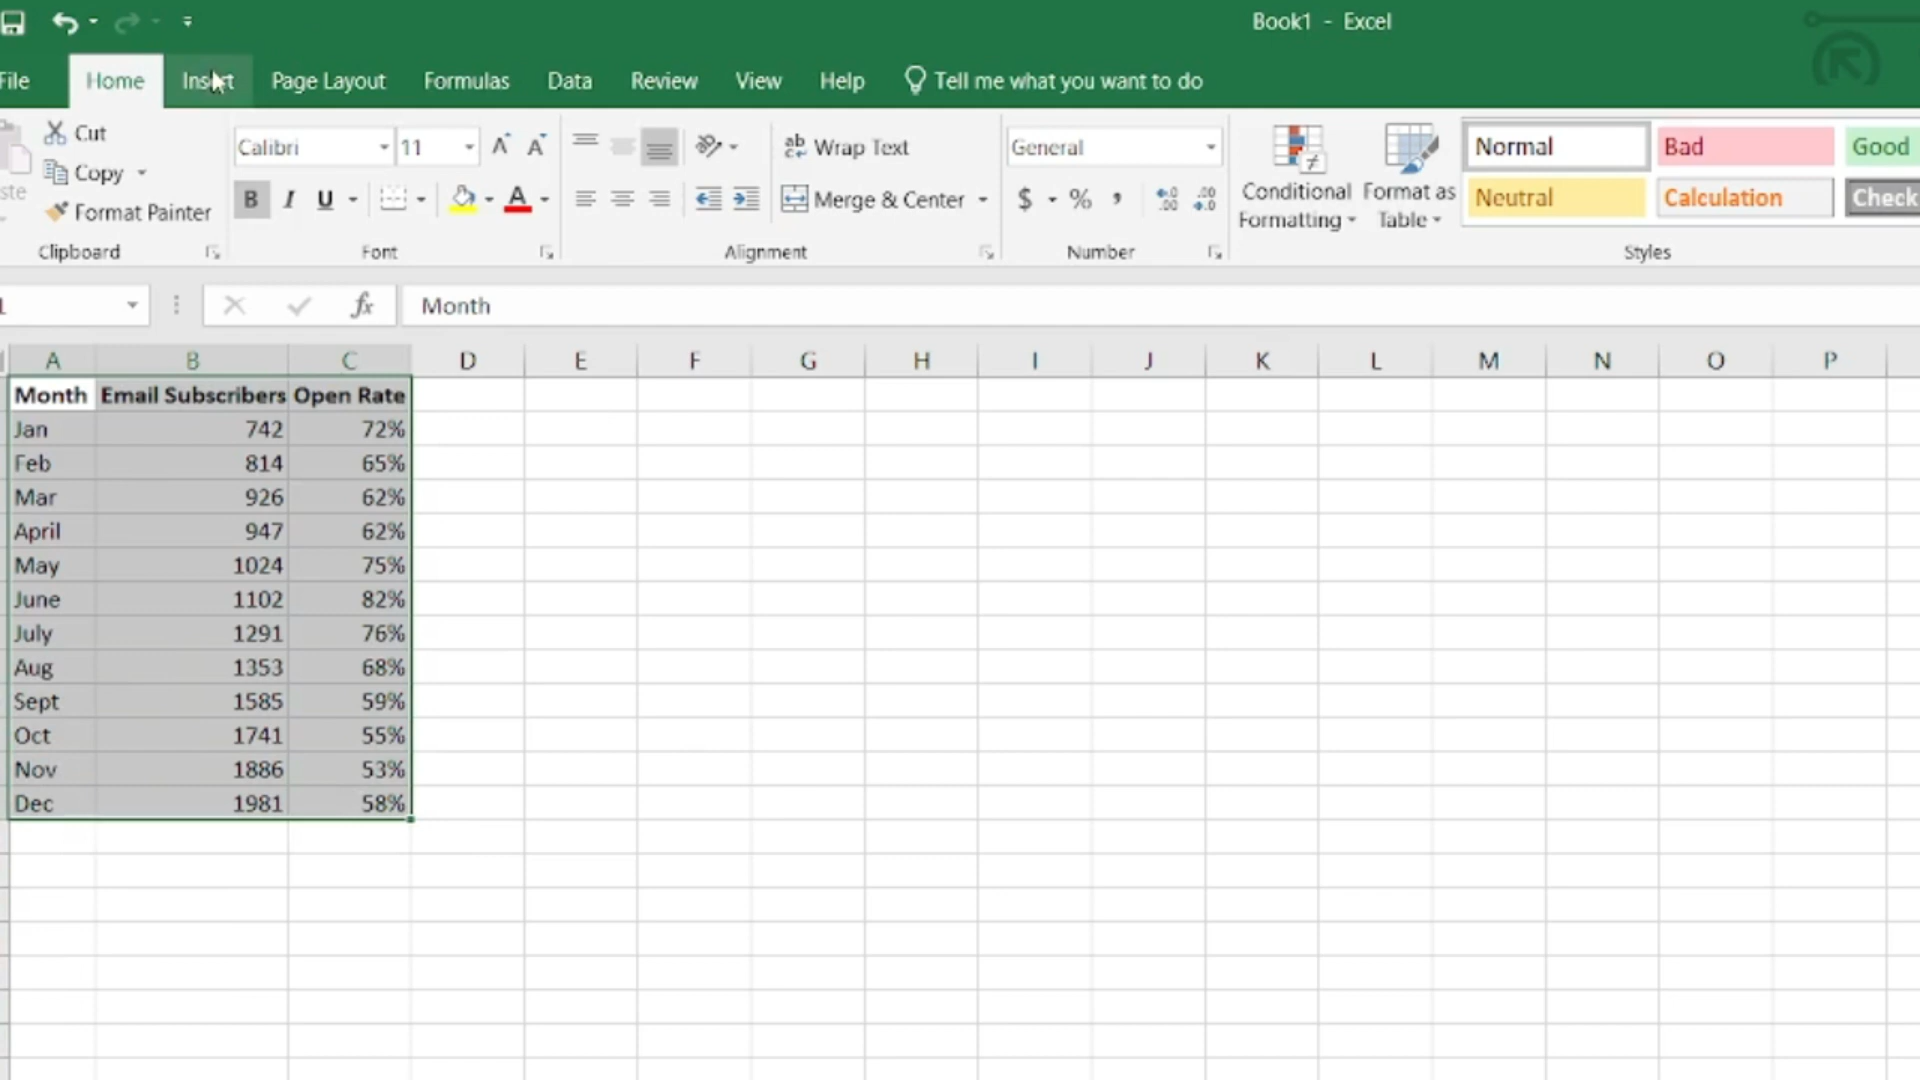 Book1 - Excel
File Home Insert Page Layout Formulas Data Review View Help Tell me what you want to do
Cut
Copy
Format Painter
Clipboard
Calibri 11
B I U A
Font
Wrap Text
Merge & Center
Alignment
General
$ % ,
Number
Conditional Formatting
Format as Table
Normal Bad Good
Neutral Calculation Check
Styles
fx Month
A B C D E F G H I J K L M N O P
Month Email Subscribers Open Rate
Jan 742 72%
Feb 814 65%
Mar 926 62%
April 947 62%
May 1024 75%
June 1102 82%
July 1291 76%
Aug 1353 68%
Sept 1585 59%
Oct 1741 55%
Nov 1886 53%
Dec 1981 58%